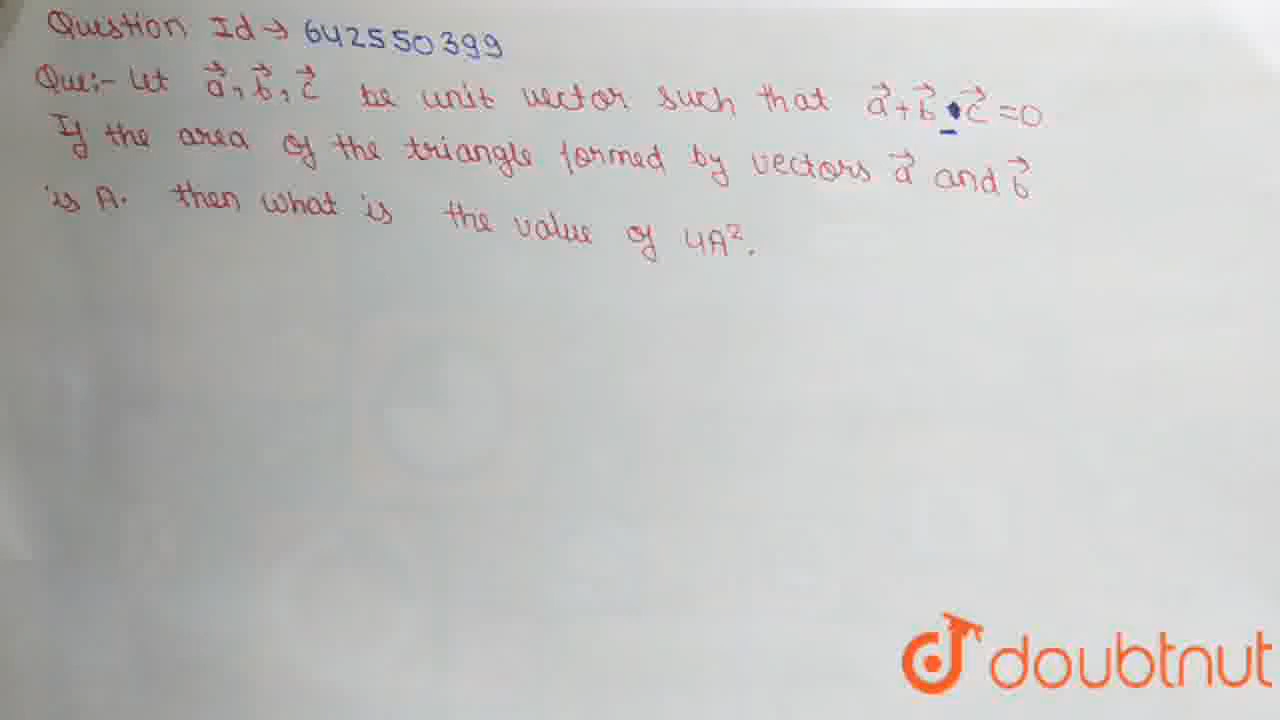 Question Id → 642550399
Que:- Let a⃗, b⃗, c⃗ be unit vector such that a⃗ + b⃗ - c⃗ = 0
If the area of the triangle formed by vectors a⃗ and b⃗
is A. then what is the value of 4A².
doubtnut